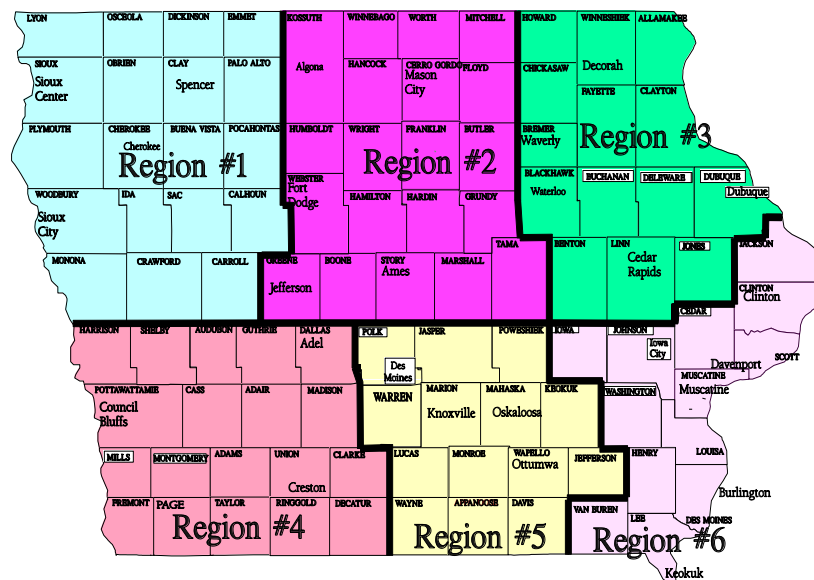 LYON
OSCEOLA
DICKINSON
EMMET
KOSSUTH
WINNEBAGO
WORTH
MITCHELL
HOWARD
WINNESHIEK
ALLAMAKEE
SIOUX
OBRIEN
CLAY
PALO ALTO
Sioux
Center
Spencer
Algona
HANCOCK
CERRO GORDO
FLOYD
Mason
City
CHICKASAW
Decorah
FAYETTE
CLAYTON
PLYMOUTH
CHEROKEE
BUENA VISTA
POCAHONTAS
Cherokee
Region #1
HUMBOLDT
WRIGHT
FRANKLIN
BUTLER
Region #2
BREMER
Waverly
Region #3
WOODBURY
IDA
SAC
CALHOUN
Sioux
City
WEBSTER
Fort
Dodge
HAMILTON
HARDIN
GRUNDY
BLACKHAWK
Waterloo
BUCHANAN
DELEWARE
DUBUQUE
Dubuque
MONONA
CRAWFORD
CARROLL
GREENE
Jefferson
BOONE
STORY
Ames
MARSHALL
TAMA
BENTON
LINN
Cedar
Rapids
JONES
JACKSON
CLINTON
Clinton
HARRISON
SHELBY
AUDUBON
GUTHRIE
DALLAS
Adel
POLK
Des
Moines
JASPER
POWESHIEK
IOWA
JOHNSON
Iowa
City
CEDAR
SCOTT
Davenport
MUSCATINE
Muscatine
POTTAWATTAMIE
Council
Bluffs
CASS
ADAIR
MADISON
WARREN
MARION
Knoxville
MAHASKA
Oskaloosa
KEOKUK
WASHINGTON
LOUISA
MILLS
MONTGOMERY
ADAMS
UNION
Creston
CLARKE
LUCAS
MONROE
WAPELLO
Ottumwa
JEFFERSON
HENRY
Burlington
FREMONT
PAGE
TAYLOR
RINGGOLD
DECATUR
Region #4
WAYNE
APPANOOSE
DAVIS
Region #5
VAN BUREN
LEE
DES MOINES
Region #6
Keokuk